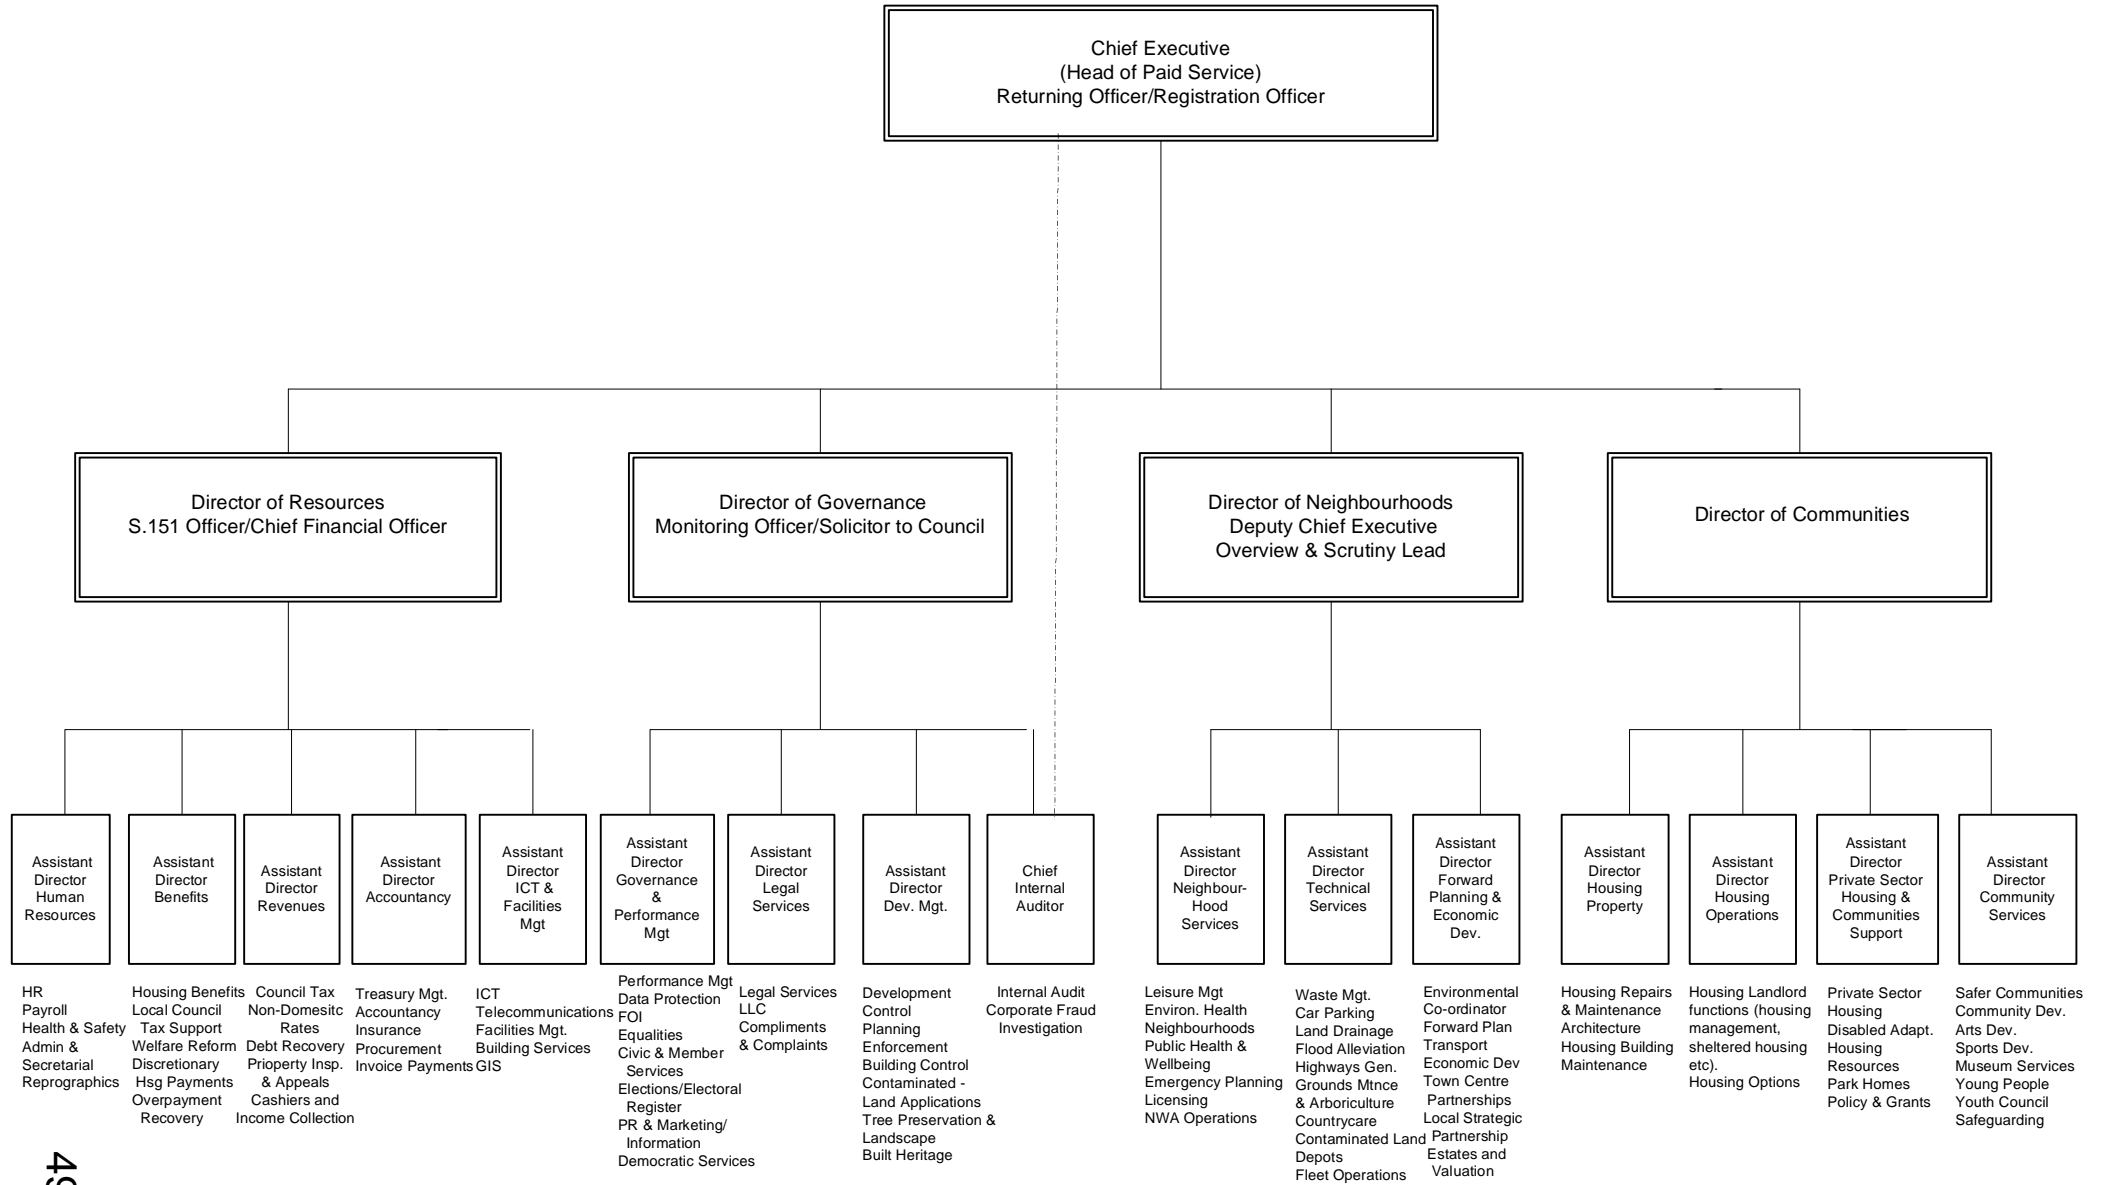 Chief Executive
(Head of Paid Service)
Returning Officer/Registration Officer
Director of Resources
S.151 Officer/Chief Financial Officer
Director of Governance
Monitoring Officer/Solicitor to Council
Director of Neighbourhoods
Deputy Chief Executive
Overview & Scrutiny Lead
Director of Communities
Assistant
Director
Human
Resources
Assistant
Director
Benefits
Assistant
Director
Revenues
Assistant
Director
Accountancy
Assistant
Director
ICT &
Facilities
Mgt
Assistant
Director
Governance
&
Performance
Mgt
Assistant
Director
Legal
Services
Assistant
Director
Dev. Mgt.
Chief
Internal
Auditor
Assistant
Director
Neighbour-
Hood
Services
Assistant
Director
Technical
Services
Assistant
Director
Forward
Planning &
Economic
Dev.
Assistant
Director
Housing
Property
Assistant
Director
Housing
Operations
Assistant
Director
Private Sector
Housing &
Communities
Support
Assistant
Director
Community
Services
HR
Payroll
Health & Safety
Admin &
Secretarial
Reprographics
Housing Benefits
Local Council
Tax Support
Welfare Reform
Discretionary
Hsg Payments
Overpayment
Recovery
Council Tax
Non-Domesitc
Rates
Debt Recovery
Prioperty Insp.
& Appeals
Cashiers and
Income Collection
Treasury Mgt.
Accountancy
Insurance
Procurement
Invoice Payments
ICT
Telecommunications
Facilities Mgt.
Building Services
GIS
Performance Mgt
Data Protection
FOI
Equalities
Civic & Member
Services
Elections/Electoral
Register
PR & Marketing/
Information
Democratic Services
Legal Services
LLC
Compliments
& Complaints
Development
Control
Planning
Enforcement
Building Control
Contaminated -
Land Applications
Tree Preservation &
Landscape
Built Heritage
Internal Audit
Corporate Fraud
Investigation
Leisure Mgt
Environ. Health
Neighbourhoods
Public Health &
Wellbeing
Emergency Planning
Licensing
NWA Operations
Waste Mgt.
Car Parking
Land Drainage
Flood Alleviation
Highways Gen.
Grounds Mtnce
& Arboriculture
Countrycare
Contaminated Land
Depots
Fleet Operations
Environmental
Co-ordinator
Forward Plan
Transport
Economic Dev
Town Centre
Partnerships
Local Strategic
Partnership
Estates and
Valuation
Housing Repairs
& Maintenance
Architecture
Housing Building
Maintenance
Housing Landlord
functions (housing
management,
sheltered housing
etc).
Housing Options
Private Sector
Housing
Disabled Adapt.
Housing
Resources
Park Homes
Policy & Grants
Safer Communities
Community Dev.
Arts Dev.
Sports Dev.
Museum Services
Young People
Youth Council
Safeguarding